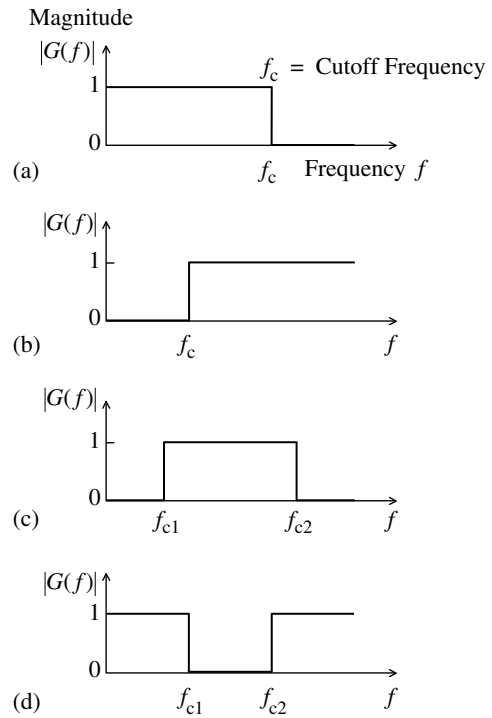 Magnitude
|G(f)|
f_c = Cutoff Frequency
1
0
(a)
f_c
Frequency f
|G(f)|
1
0
(b)
f_c
f
|G(f)|
1
0
(c)
f_c1
f_c2
f
|G(f)|
1
0
(d)
f_c1
f_c2
f